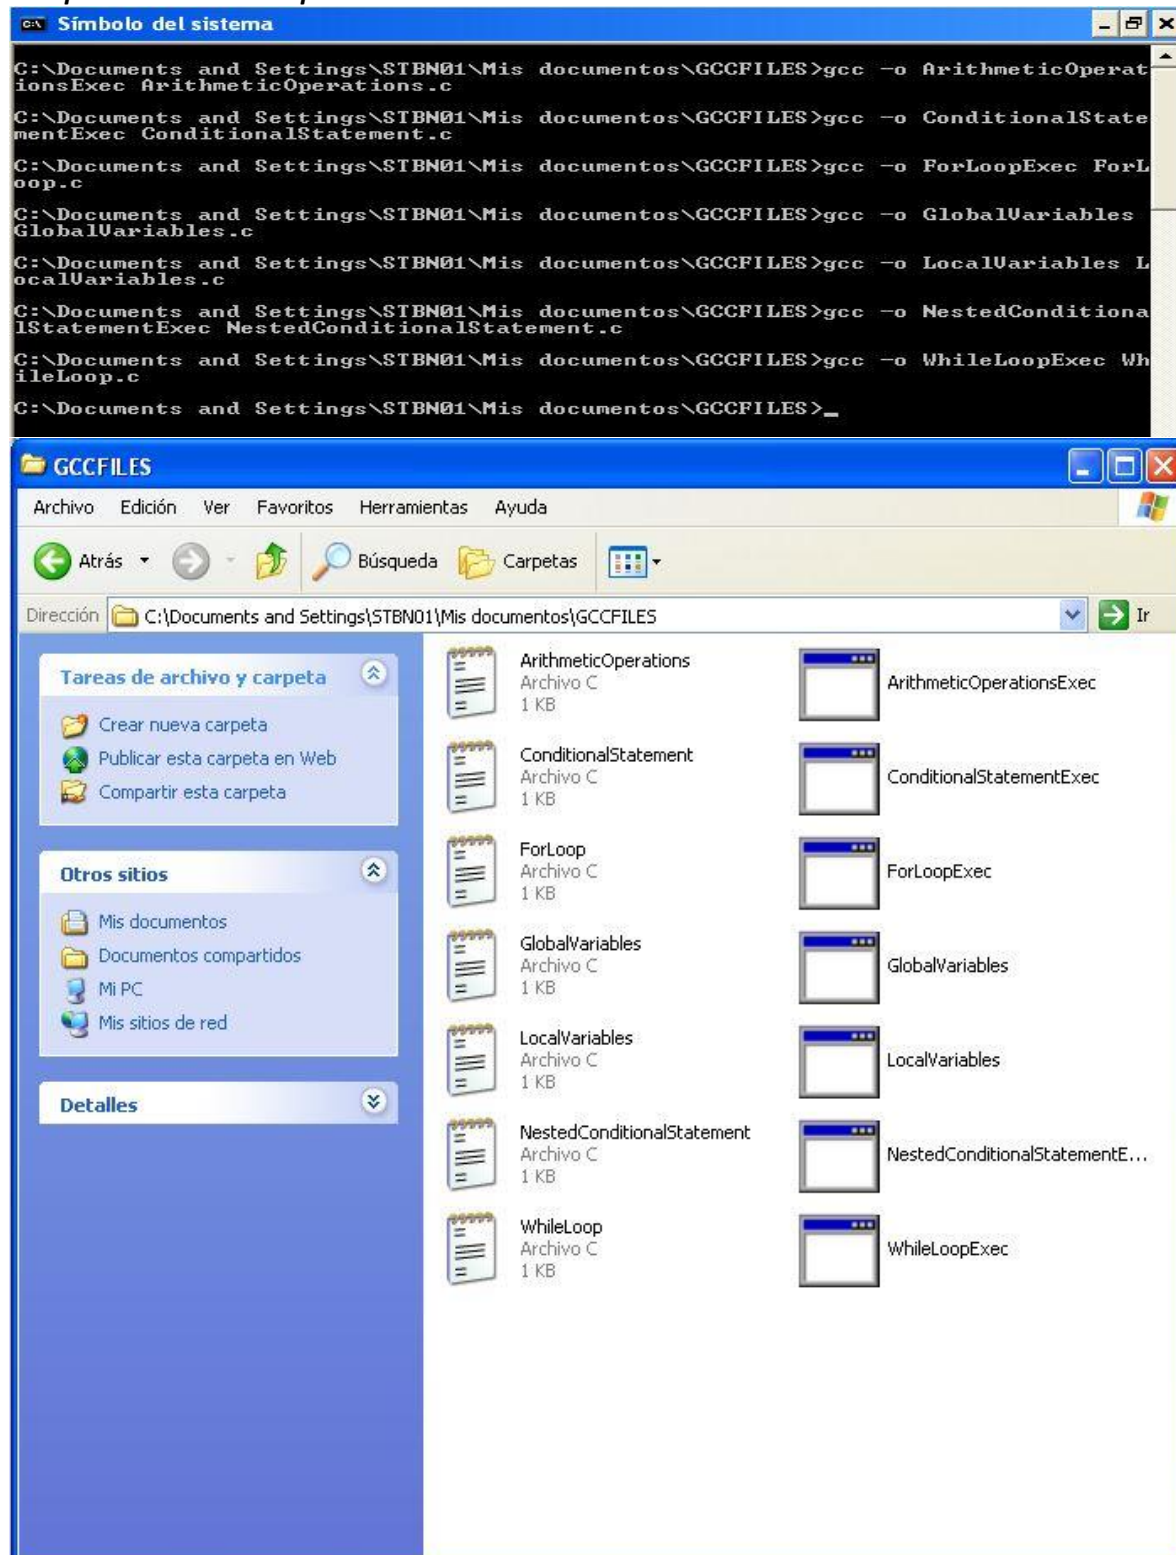 Símbolo del sistema
C:\Documents and Settings\STBN01\Mis documentos\GCCFILES>gcc -o ArithmeticOperat
ionsExec ArithmeticOperations.c
C:\Documents and Settings\STBN01\Mis documentos\GCCFILES>gcc -o ConditionalState
mentExec ConditionalStatement.c
C:\Documents and Settings\STBN01\Mis documentos\GCCFILES>gcc -o ForLoopExec ForL
oop.c
C:\Documents and Settings\STBN01\Mis documentos\GCCFILES>gcc -o GlobalVariables
GlobalVariables.c
C:\Documents and Settings\STBN01\Mis documentos\GCCFILES>gcc -o LocalVariables L
ocalVariables.c
C:\Documents and Settings\STBN01\Mis documentos\GCCFILES>gcc -o NestedConditiona
lStatementExec NestedConditionalStatement.c
C:\Documents and Settings\STBN01\Mis documentos\GCCFILES>gcc -o WhileLoopExec Wh
ileLoop.c
C:\Documents and Settings\STBN01\Mis documentos\GCCFILES>_
GCCFILES
Archivo Edición Ver Favoritos Herramientas Ayuda
Atrás Búsqueda Carpetas
Dirección C:\Documents and Settings\STBN01\Mis documentos\GCCFILES Ir
Tareas de archivo y carpeta
Crear nueva carpeta
Publicar esta carpeta en Web
Compartir esta carpeta
Otros sitios
Mis documentos
Documentos compartidos
Mi PC
Mis sitios de red
Detalles
ArithmeticOperations
Archivo C
1 KB
ArithmeticOperationsExec
ConditionalStatement
Archivo C
1 KB
ConditionalStatementExec
ForLoop
Archivo C
1 KB
ForLoopExec
GlobalVariables
Archivo C
1 KB
GlobalVariables
LocalVariables
Archivo C
1 KB
LocalVariables
NestedConditionalStatement
Archivo C
1 KB
NestedConditionalStatementE...
WhileLoop
Archivo C
1 KB
WhileLoopExec